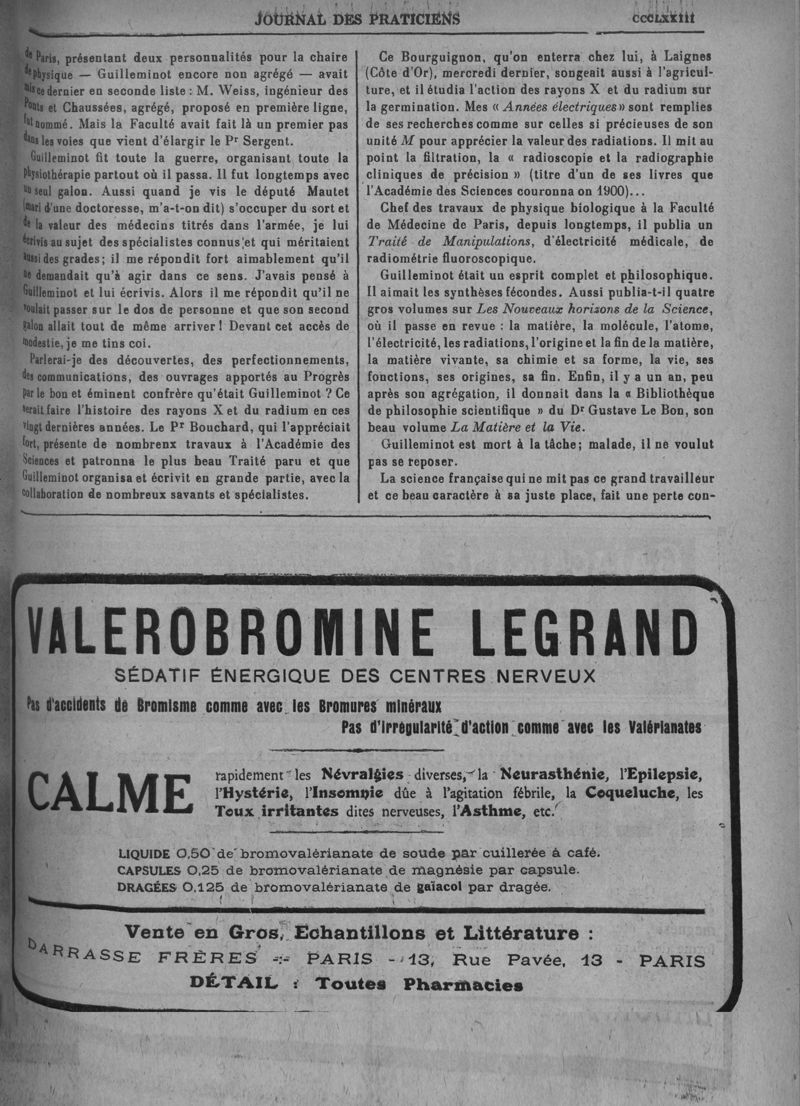 JOURNAL DES PRATICIENS
CCCLXXIII
de Paris, présentant deux personnalités pour la chaire
de physique — Guilleminot encore non agrégé — avait
mis ce dernier en seconde liste : M. Weiss, ingénieur des
Ponts et Chaussées, agrégé, proposé en première ligne,
fut nommé. Mais la Faculté avait fait là un premier pas
dans les voies que vient d'élargir le Pr Sergent.
Guilleminot fit toute la guerre, organisant toute la
physiothérapie partout où il passa. Il fut longtemps avec
un seul galon. Aussi quand je vis le député Mautet
(mari d'une doctoresse, m'a-t-on dit) s'occuper du sort et
de la valeur des médecins titrés dans l'armée, je lui
écrivis au sujet des spécialistes connus et qui méritaient
aussi des grades; il me répondit fort aimablement qu'il
ne demandait qu'à agir dans ce sens. J'avais pensé à
Guilleminot et lui écrivis. Alors il me répondit qu'il ne
voulait passer sur le dos de personne et que son second
galon allait tout de même arriver! Devant cet accès de
modestie, je me tins coi.
Parlerai-je des découvertes, des perfectionnements,
des communications, des ouvrages apportés au Progrès
par le bon et éminent confrère qu'était Guilleminot ? Ce
serait faire l'histoire des rayons X et du radium en ces
vingt dernières années. Le Pr Bouchard, qui l'appréciait
fort, présente de nombrenx travaux à l'Académie des
Sciences et patronna le plus beau Traité paru et que
Guilleminot organisa et écrivit en grande partie, avec la
collaboration de nombreux savants et spécialistes.
Ce Bourguignon, qu'on enterra chez lui, à Laignes
(Côte d'Or), mercredi dernier, songeait aussi à l'agricul-
ture, et il étudia l'action des rayons X et du radium sur
la germination. Mes « Années électriques » sont remplies
de ses recherches comme sur celles si précieuses de son
unité M pour apprécier la valeur des radiations. Il mit au
point la filtration, la « radioscopie et la radiographie
cliniques de précision » (titre d'un de ses livres que
l'Académie des Sciences couronna on 1900)...
Chef des travaux de physique biologique à la Faculté
de Médecine de Paris, depuis longtemps, il publia un
Traité de Manipulations, d'électricité médicale, de
radiométrie fluoroscopique.
Guilleminot était un esprit complet et philosophique.
Il aimait les synthèses fécondes. Aussi publia-t-il quatre
gros volumes sur Les Nouveaux horizons de la Science,
où il passe en revue : la matière, la molécule, l'atome,
l'électricité, les radiations, l'origine et la fin de la matière,
la matière vivante, sa chimie et sa forme, la vie, ses
fonctions, ses origines, sa fin. Enfin, il y a un an, peu
après son agrégation, il donnait dans la « Bibliothèque
de philosophie scientifique » du Dr Gustave Le Bon, son
beau volume La Matière et la Vie.
Guilleminot est mort à la tâche; malade, il ne voulut
pas se reposer.
La science française qui ne mit pas ce grand travailleur
et ce beau caractère à sa juste place, fait une perte con-
VALEROBROMINE LEGRAND
SÉDATIF ÉNERGIQUE DES CENTRES NERVEUX
Pas d'accidents de Bromisme comme avec les Bromures minéraux
Pas d'irrégularité d'action comme avec les Valérianates
CALME
rapidement les Névralgies diverses, la Neurasthénie, l'Epilepsie,
l'Hystérie, l'Insomnie dûe à l'agitation fébrile, la Coqueluche, les
Toux irritantes dites nerveuses, l'Asthme, etc.
LIQUIDE 0,50 de bromovalérianate de soude par cuillerée à café.
CAPSULES 0,25 de bromovalérianate de magnésie par capsule.
DRAGÉES 0,125 de bromovalérianate de gaïacol par dragée.
Vente en Gros, Echantillons et Littérature :
DARRASSE FRÈRES -:- PARIS - 13, Rue Pavée, 13 - PARIS
DÉTAIL : Toutes Pharmacies